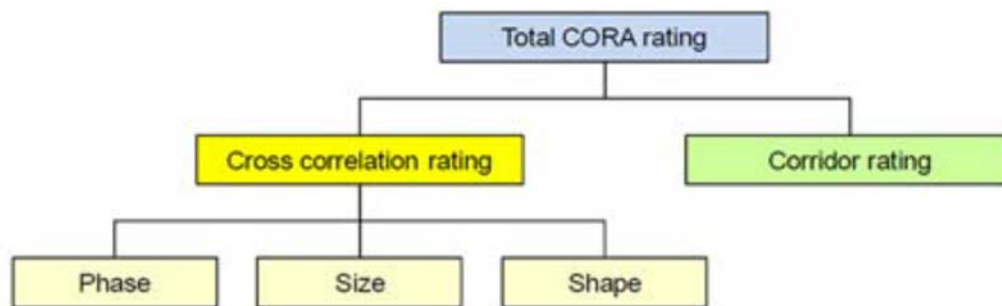 Total CORA rating
Cross correlation rating
Corridor rating
Phase
Size
Shape